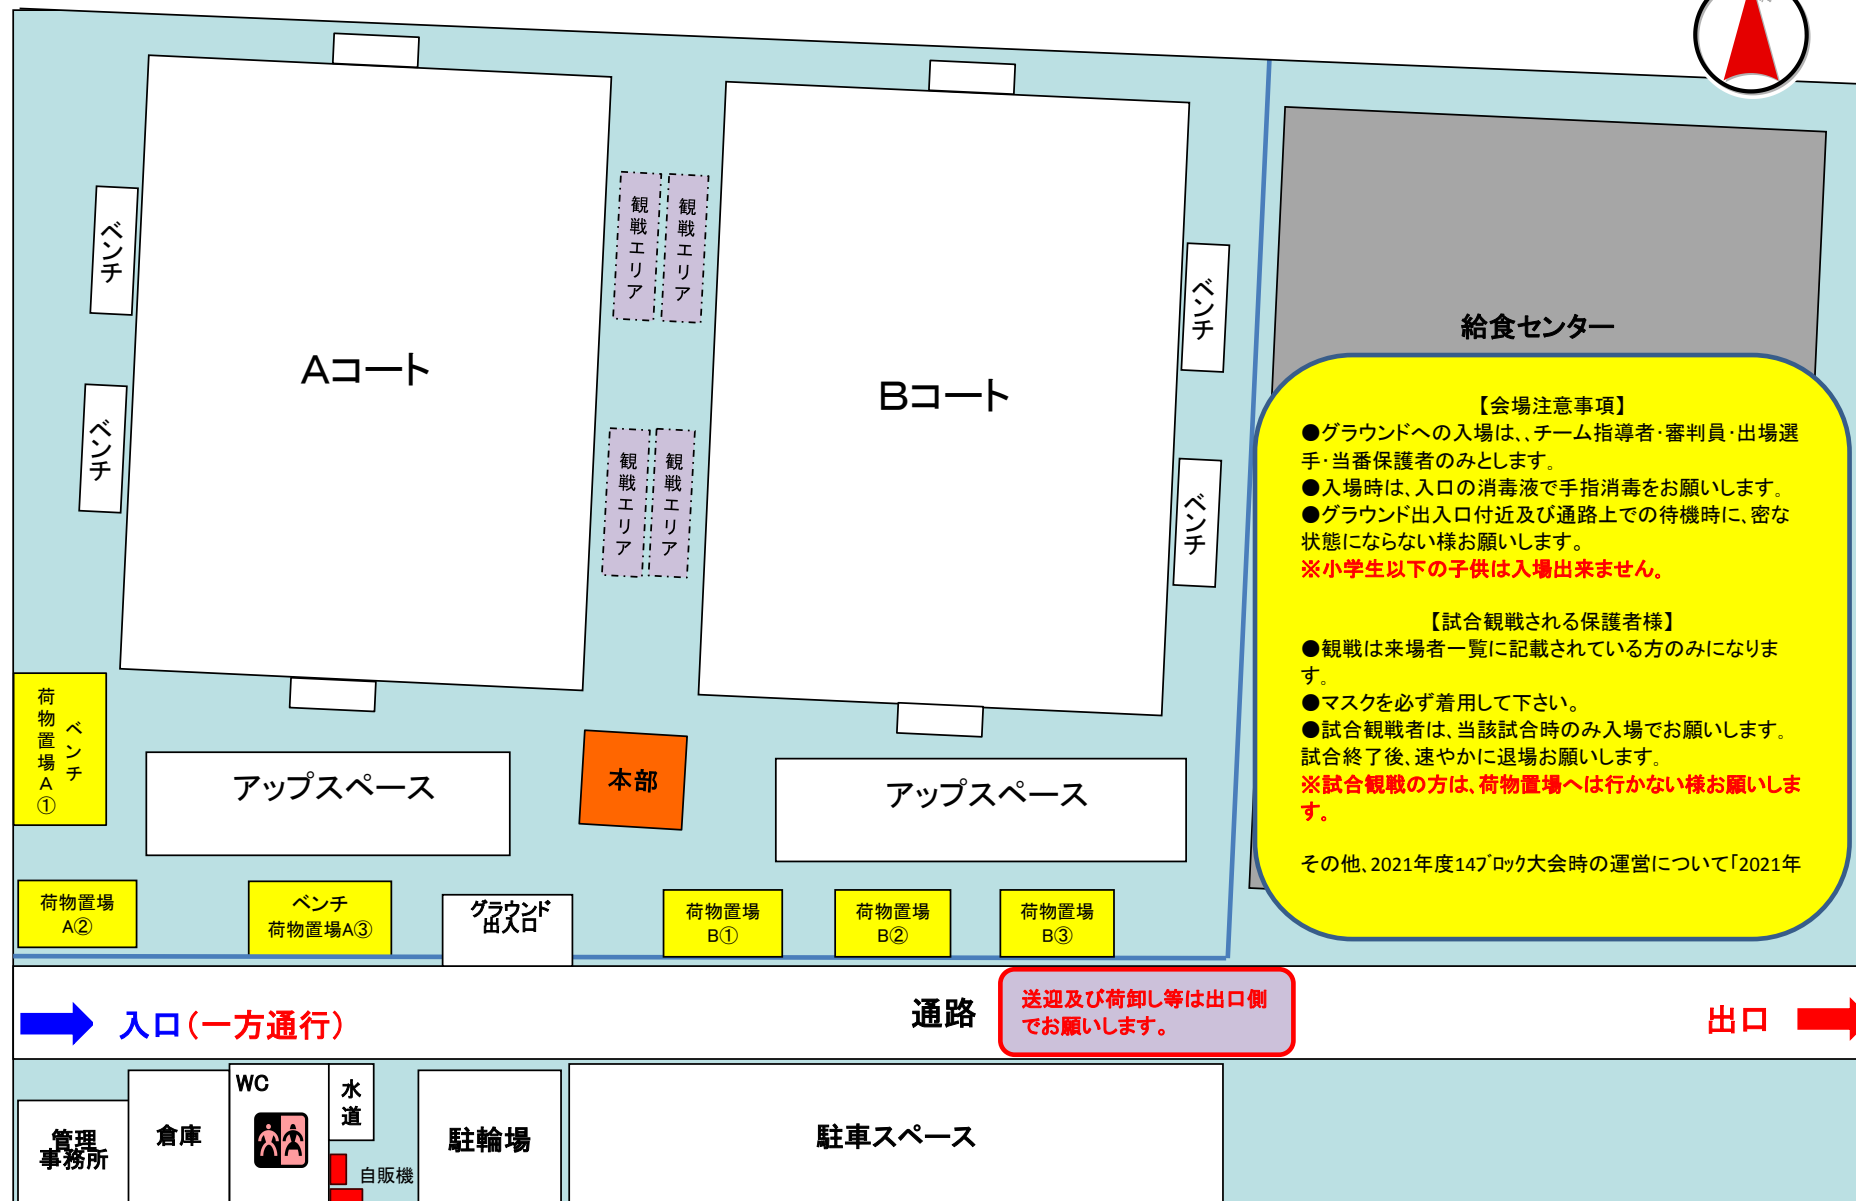 観戦エリア
観戦エリア
ベンチ
ベンチ
給食センター
Aコート
Bコート
ベンチ
観戦エリア
観戦エリア
ベンチ
【会場注意事項】
●グラウンドへの入場は、、チーム指導者・審判員・出場選
手・当番保護者のみとします。
●入場時は、入口の消毒液で手指消毒をお願いします。
●グラウンド出入口付近及び通路上での待機時に、密な
状態にならない様お願いします。
※小学生以下の子供は入場出来ません。
【試合観戦される保護者様】
●観戦は来場者一覧に記載されている方のみになりま
す。
●マスクを必ず着用して下さい。
●試合観戦者は、当該試合時のみ入場でお願いします。
試合終了後、速やかに退場お願いします。
※試合観戦の方は、荷物置場へは行かない様お願いしま
す。
その他、2021年度14ブロック大会時の運営について「2021年
ベンチ
荷物置場A①
アップスペース
本部
アップスペース
荷物置場
A②
ベンチ
荷物置場A③
グラウンド
出入口
荷物置場
B①
荷物置場
B②
荷物置場
B③
入口(一方通行)
通路
送迎及び荷卸し等は出口側
でお願いします。
出口
管理
事務所
倉庫
WC
水道
自販機
駐輪場
駐車スペース